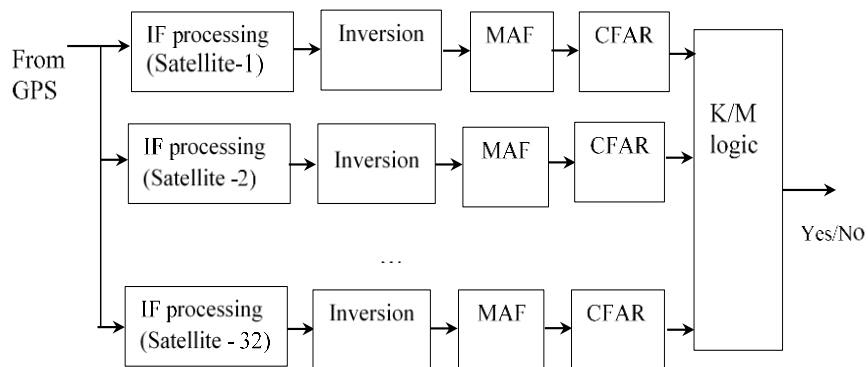 From
GPS
IF processing
(Satellite-1)
Inversion
MAF
CFAR
IF processing
(Satellite -2)
Inversion
MAF
CFAR
...
IF processing
(Satellite - 32)
Inversion
MAF
CFAR
K/M
logic
Yes/No